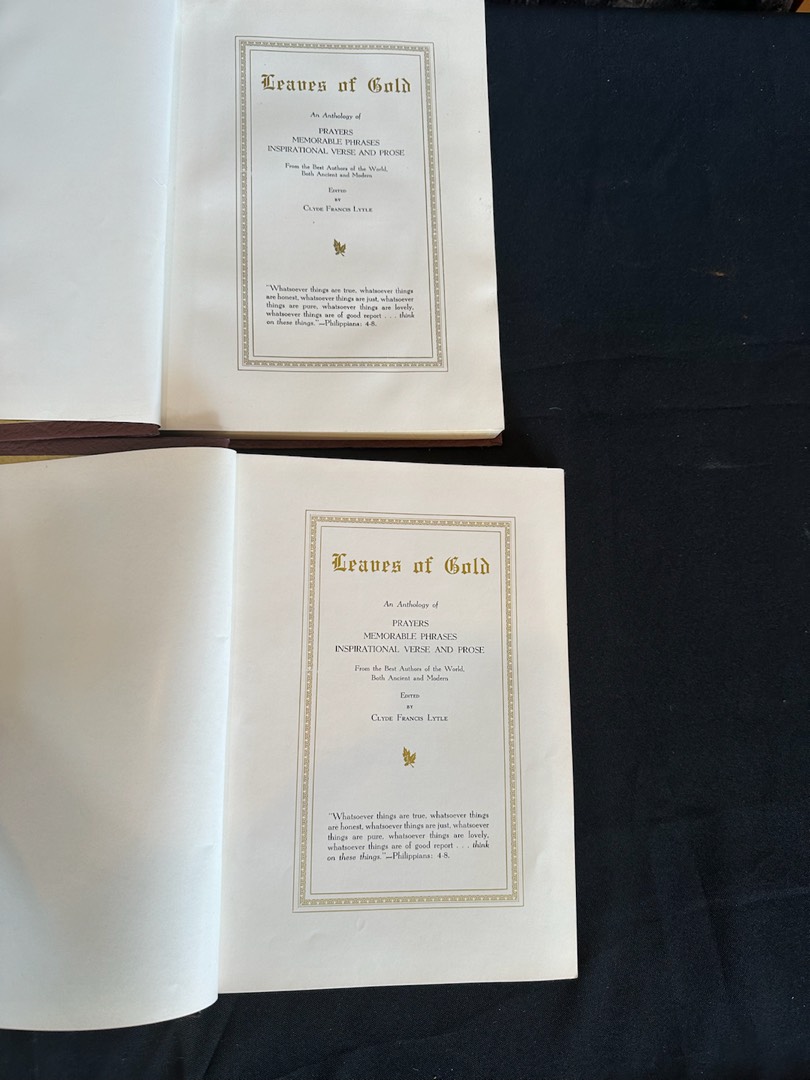 Leaves of Gold
An Anthology of
PRAYERS
MEMORABLE PHRASES
INSPIRATIONAL VERSE AND PROSE
From the Best Authors of the World,
Both Ancient and Modern
EDITED
BY
CLYDE FRANCIS LYTLE
"Whatsoever things are true, whatsoever things
are honest, whatsoever things are just, whatsoever
things are pure, whatsoever things are lovely,
whatsoever things are of good report . . . think
on these things."—Philippians: 4-8.
Leaves of Gold
An Anthology of
PRAYERS
MEMORABLE PHRASES
INSPIRATIONAL VERSE AND PROSE
From the Best Authors of the World,
Both Ancient and Modern
EDITED
BY
CLYDE FRANCIS LYTLE
"Whatsoever things are true, whatsoever things
are honest, whatsoever things are just, whatsoever
things are pure, whatsoever things are lovely,
whatsoever things are of good report . . . think
on these things."—Philippians: 4-8.